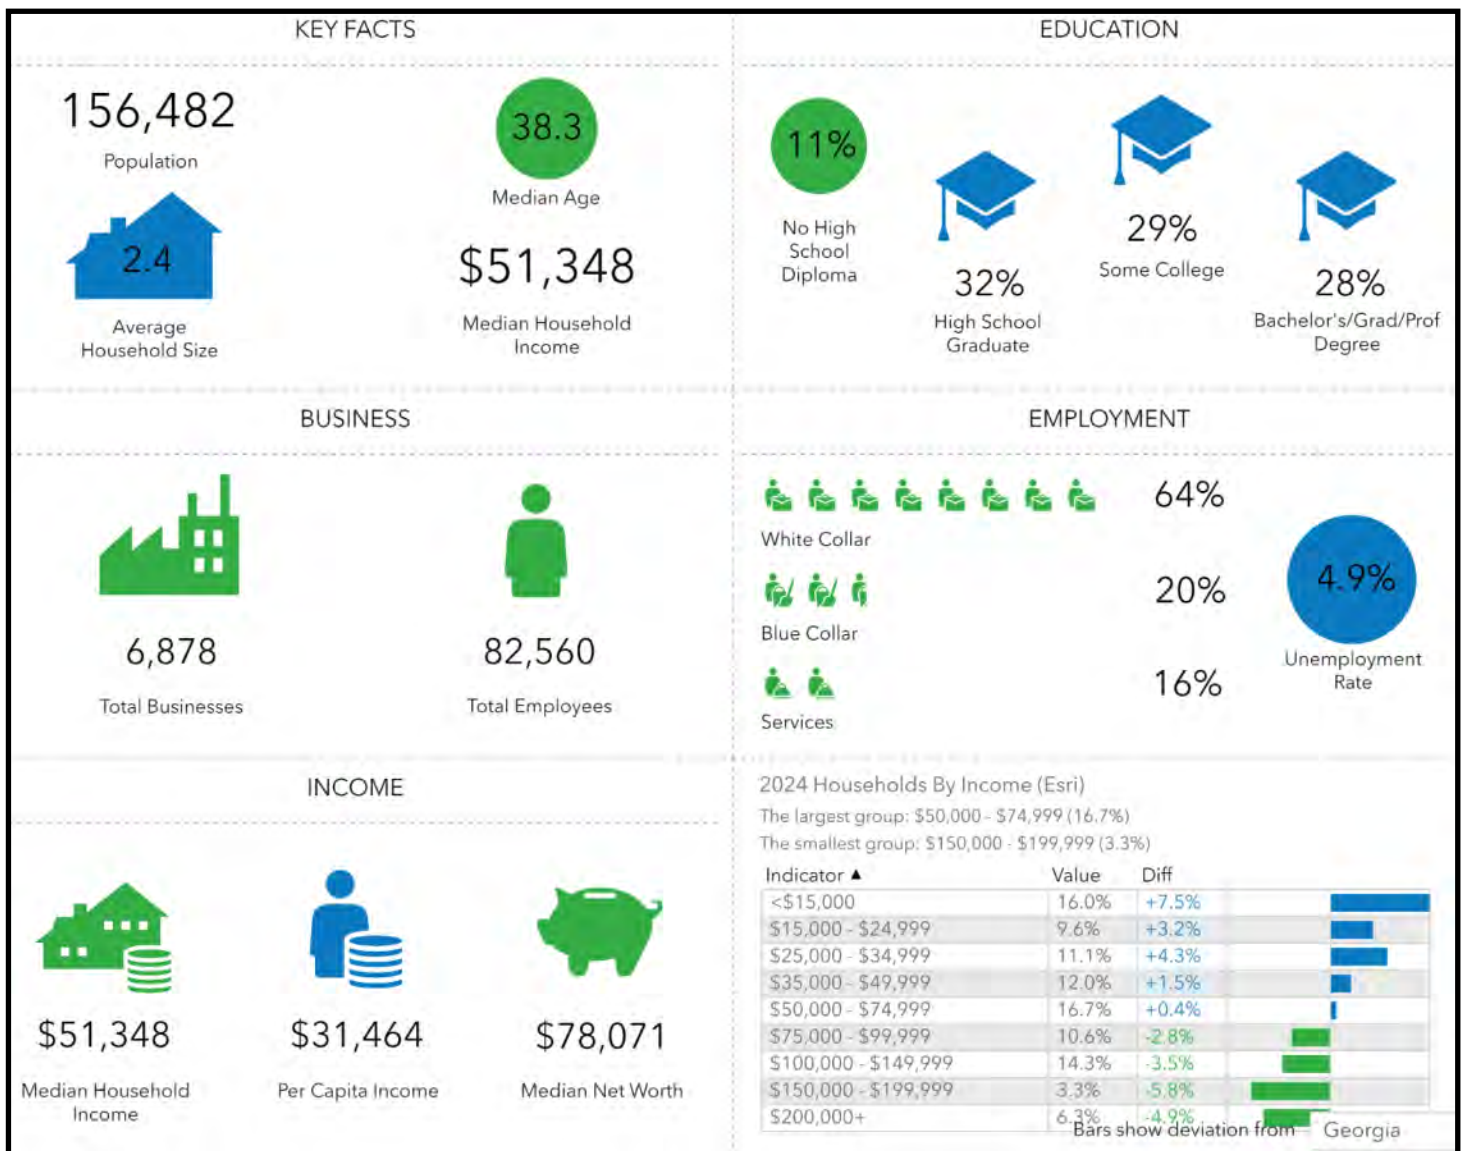 KEY FACTS
156,482
Population
38.3
Median Age
2.4
Average
Household Size
$51,348
Median Household
Income
EDUCATION
11%
No High
School
Diploma
32%
High School
Graduate
29%
Some College
28%
Bachelor's/Grad/Prof
Degree
BUSINESS
6,878
Total Businesses
82,560
Total Employees
EMPLOYMENT
64%
White Collar
20%
Blue Collar
16%
Services
4.9%
Unemployment
Rate
INCOME
$51,348
Median Household
Income
$31,464
Per Capita Income
$78,071
Median Net Worth
2024 Households By Income (Esri)
The largest group: $50,000 - $74,999 (16.7%)
The smallest group: $150,000 - $199,999 (3.3%)
Indicator ▲ Value Diff
<$15,000 16.0% +7.5%
$15,000 - $24,999 9.6% +3.2%
$25,000 - $34,999 11.1% +4.3%
$35,000 - $49,999 12.0% +1.5%
$50,000 - $74,999 16.7% +0.4%
$75,000 - $99,999 10.6% -2.8%
$100,000 - $149,999 14.3% -3.5%
$150,000 - $199,999 3.3% -5.8%
$200,000+ 6.3% -4.9%
Bars show deviation from Georgia